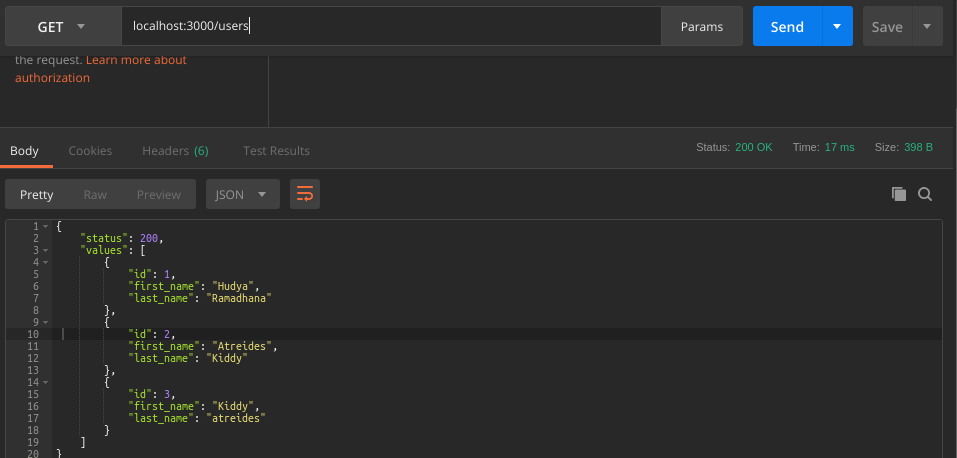 GET localhost:3000/users Params Send Save
the request. Learn more about
authorization
Body Cookies Headers (6) Test Results Status: 200 OK Time: 17 ms Size: 398 B
Pretty Raw Preview JSON
1 {
2 "status": 200,
3 "values": [
4 {
5 "id": 1,
6 "first_name": "Hudya",
7 "last_name": "Ramadhana"
8 },
9 {
10 "id": 2,
11 "first_name": "Atreides",
12 "last_name": "Kiddy"
13 },
14 {
15 "id": 3,
16 "first_name": "Kiddy",
17 "last_name": "atreides"
18 }
19 ]
20 }